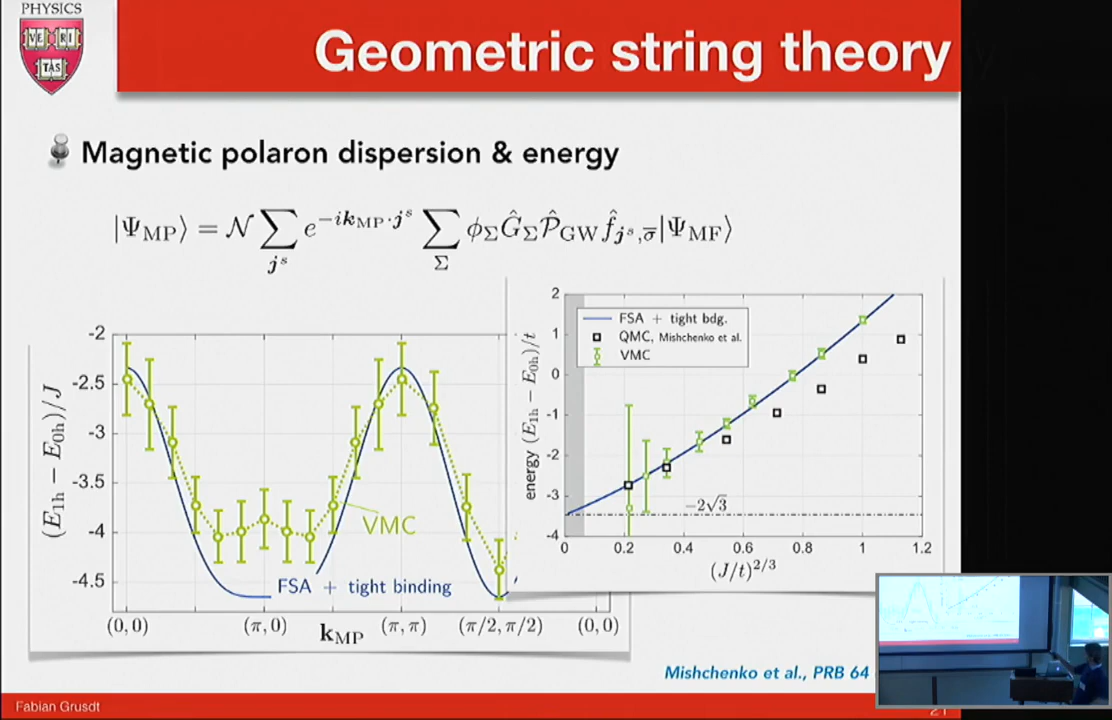 PHYSICS
VE RI
TAS
Geometric string theory
Magnetic polaron dispersion & energy
|Ψ_MP⟩ = 𝒩 ∑_{j^s} e^{−ik_MP·j^s} ∑_Σ ϕ_Σ Ĝ_Σ 𝒫̂_GW f̂_{j^s,σ̄} |Ψ_MF⟩
(E_1h − E_0h)/J
-2
-2.5
-3
-3.5
-4
-4.5
VMC
FSA + tight binding
(0,0)
(π,0)
k_MP
(π,π)
(π/2,π/2)
(0,0)
energy (E_1h − E_0h)/t
2
1
0
-1
-2
-3
-4
FSA + tight bdg.
QMC, Mishchenko et al.
VMC
−2√3
0
0.2
0.4
0.6
0.8
1
1.2
(J/t)^{2/3}
Mishchenko et al., PRB 64
Fabian Grusdt